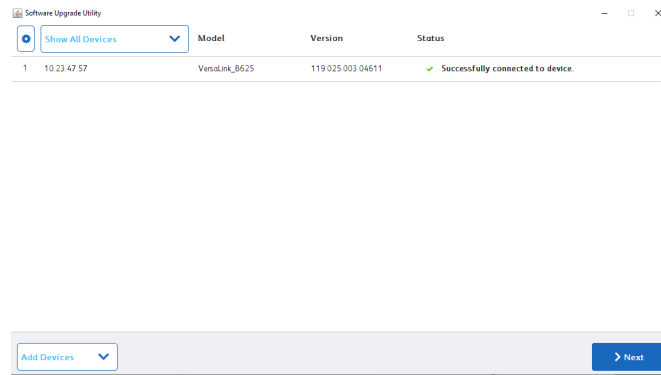 Software Upgrade Utility
Show All Devices Model Version Status
1 10.23.47.57 VersaLink_B625 119.025.003.04611 Successfully connected to device.
Add Devices Next